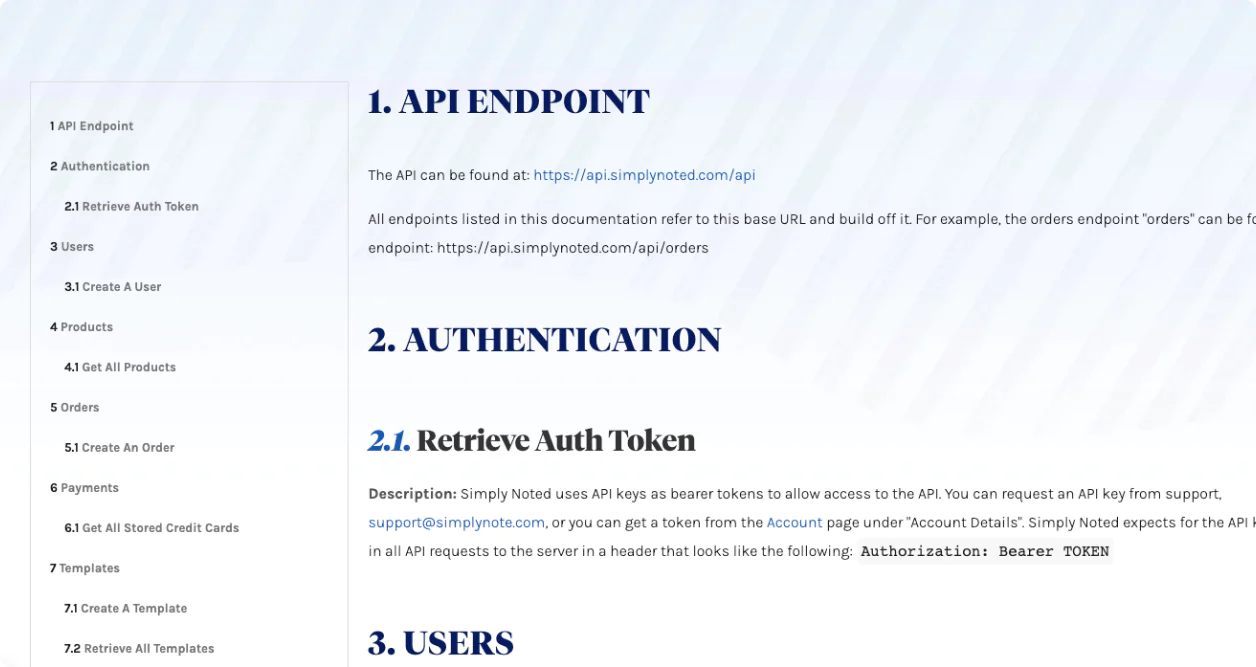 1 API Endpoint
2 Authentication
2.1 Retrieve Auth Token
3 Users
3.1 Create A User
4 Products
4.1 Get All Products
5 Orders
5.1 Create An Order
6 Payments
6.1 Get All Stored Credit Cards
7 Templates
7.1 Create A Template
7.2 Retrieve All Templates
1. API ENDPOINT
The API can be found at: https://api.simplynoted.com/api
All endpoints listed in this documentation refer to this base URL and build off it. For example, the orders endpoint "orders" can be
endpoint: https://api.simplynoted.com/api/orders
2. AUTHENTICATION
2.1. Retrieve Auth Token
Description: Simply Noted uses API keys as bearer tokens to allow access to the API. You can request an API key from support,
support@simplynote.com, or you can get a token from the Account page under "Account Details". Simply Noted expects for the API
in all API requests to the server in a header that looks like the following: Authorization: Bearer TOKEN
3. USERS